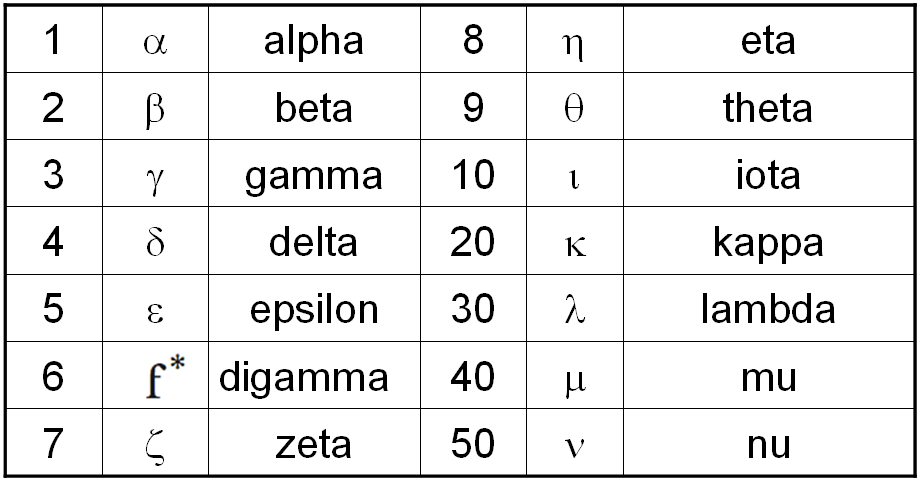 1 α alpha 8 η eta
2 β beta 9 θ theta
3 γ gamma 10 ι iota
4 δ delta 20 κ kappa
5 ε epsilon 30 λ lambda
6 f* digamma 40 μ mu
7 ζ zeta 50 ν nu